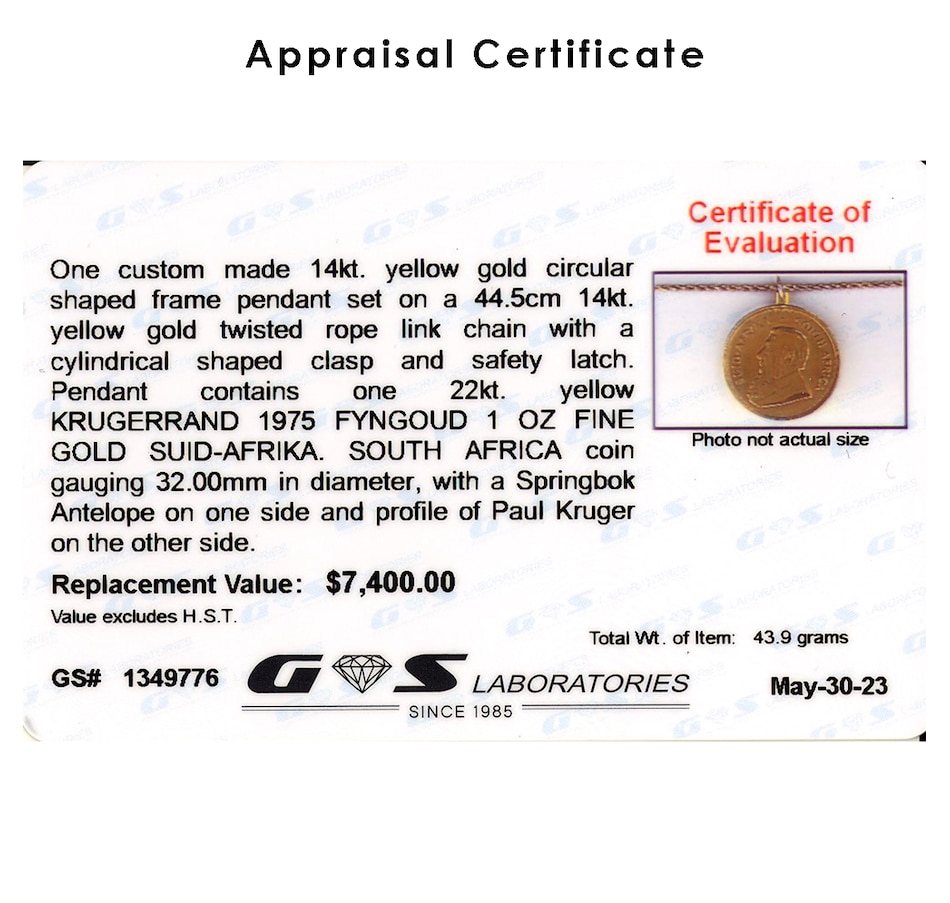 Appraisal Certificate
Certificate of
Evaluation
One custom made 14kt. yellow gold circular
shaped frame pendant set on a 44.5cm 14kt.
yellow gold twisted rope link chain with a
cylindrical shaped clasp and safety latch.
Pendant contains one 22kt. yellow
KRUGERRAND 1975 FYNGOUD 1 OZ FINE
GOLD SUID-AFRIKA. SOUTH AFRICA coin
gauging 32.00mm in diameter, with a Springbok
Antelope on one side and profile of Paul Kruger
on the other side.
Photo not actual size
Replacement Value: $7,400.00
Value excludes H.S.T.
Total Wt. of Item: 43.9 grams
GS# 1349776
G S LABORATORIES
SINCE 1985
May-30-23